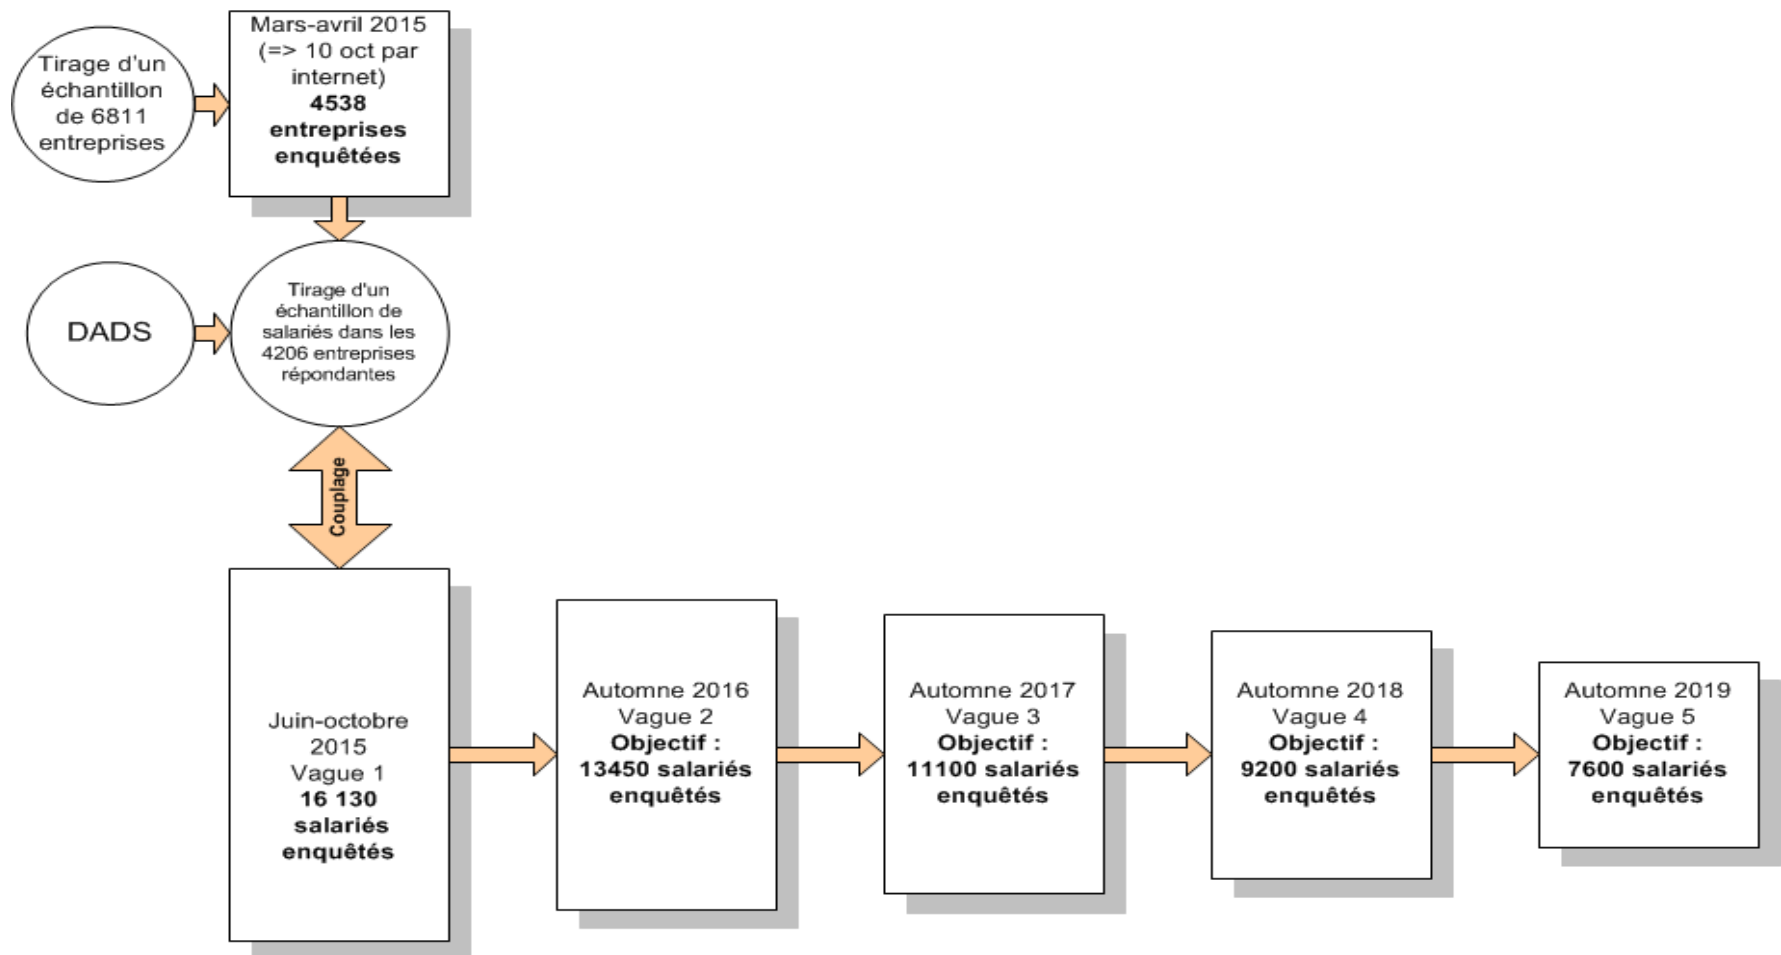 Tirage d'un
échantillon
de 6811
entreprises
Mars-avril 2015
(=> 10 oct par
internet)
4538
entreprises
enquêtées
DADS
Tirage d'un
échantillon de
salariés dans les
4206 entreprises
répondantes
Couplage
Juin-octobre
2015
Vague 1
16 130
salariés
enquêtés
Automne 2016
Vague 2
Objectif :
13450 salariés
enquêtés
Automne 2017
Vague 3
Objectif :
11100 salariés
enquêtés
Automne 2018
Vague 4
Objectif :
9200 salariés
enquêtés
Automne 2019
Vague 5
Objectif :
7600 salariés
enquêtés